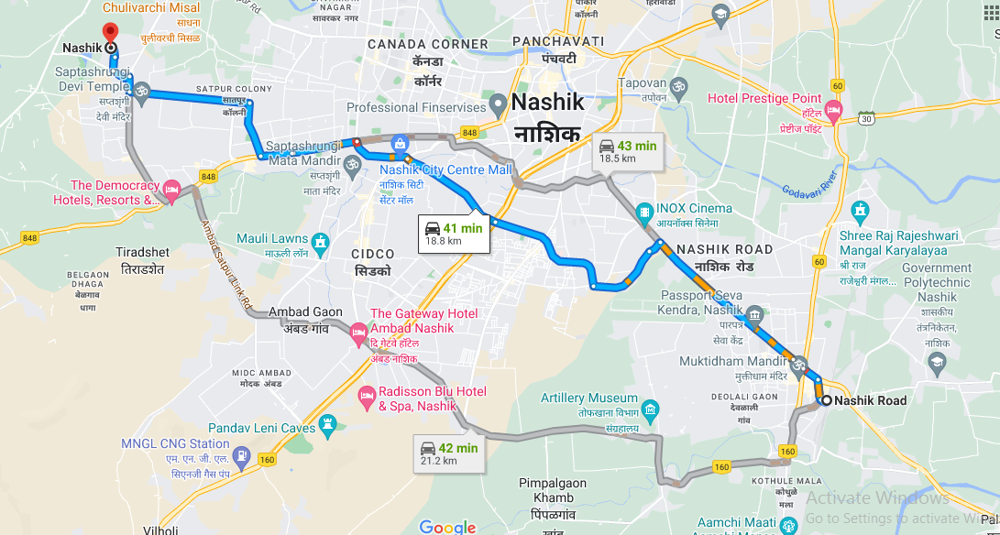 Chulivarchi Misal
साधना
चुलीवरची मिसळ
NAGAR
सावरकर नगर
Nashik
CANADA CORNER
कॅनडा
कॉर्नर
PANCHAVATI
पंचवटी
कॉलनी
Saptashrungi
Devi Temple
सप्तशृंगी
देवी मंदिर
SATPUR COLONY
सातपूर
कॉलनी
Professional Finservises
Nashik
नाशिक
Tapovan
तपोवन
60
Hotel Prestige Point
हॉटेल
प्रेस्टीज पॉइंट
30
848
43 min
18.5 km
Saptashrungi
Mata Mandir
सप्तशृंगी
माता मंदिर
Nashik City Centre Mall
नाशिक सिटी
सेंटर मॉल
848
The Democracy
Hotels, Resorts &...
Godavari River
INOX Cinema
आयनॉक्स सिनेमा
41 min
18.8 km
848
Ambad Satpur Link Rd
Mauli Lawns
माऊली लॉन
Tiradshet
तिराडशेत
CIDCO
सिडको
NASHIK ROAD
नाशिक रोड
60
Shree Raj Rajeshwari
Mangal Karyalayaa
श्री राज
राजेश्वरी मंगल...
BELGAON
DHAGA
बेळगाव
धागा
Government
Polytechnic
Nashik
शासकीय
तंत्रनिकेतन,
नाशिक
Ambad Gaon
अंबड गाव
The Gateway Hotel
Ambad Nashik
दि गेटवे हॉटेल
अंबड नाशिक
Passport Seva
Kendra, Nashik
पारपत्र
सेवा केंद्र
MIDC AMBAD
मोदक अंबड
Muktidham Mandir
मुक्तीधाम मंदिर
Radisson Blu Hotel
& Spa, Nashik
Artillery Museum
तोफखाना विभाग
संग्रहालय
DEOLALI GAON
देवळाली
गांव
Nashik Road
Pandav Leni Caves
MNGL CNG Station
एम. एन. जी. एल.
सिएनजी गैस पंप
160
42 min
21.2 km
160
160
Pimpalgaon
Khamb
पिंपळगांव
खांब
KOTHULE MALA
कोथुळे
मळा
Activate Windows
Go to Settings to activate Wi
Vilholi
Google
Aamchi Maati